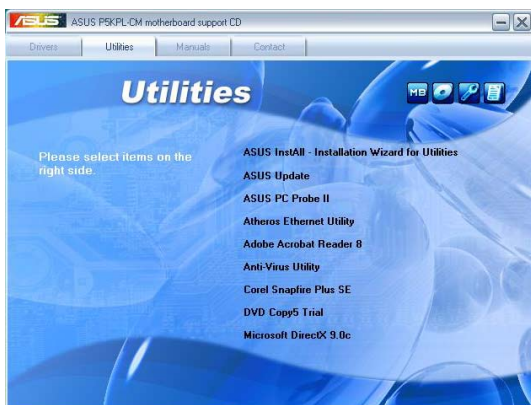 ASUS ASUS P5KPL-CM motherboard support CD
Drivers Utilities Manuals Contact
Utilities
MB
Please select items on the
right side.
ASUS InstAll - Installation Wizard for Utilities
ASUS Update
ASUS PC Probe II
Atheros Ethernet Utility
Adobe Acrobat Reader 8
Anti-Virus Utility
Corel Snapfire Plus SE
DVD Copy5 Trial
Microsoft DirectX 9.0c